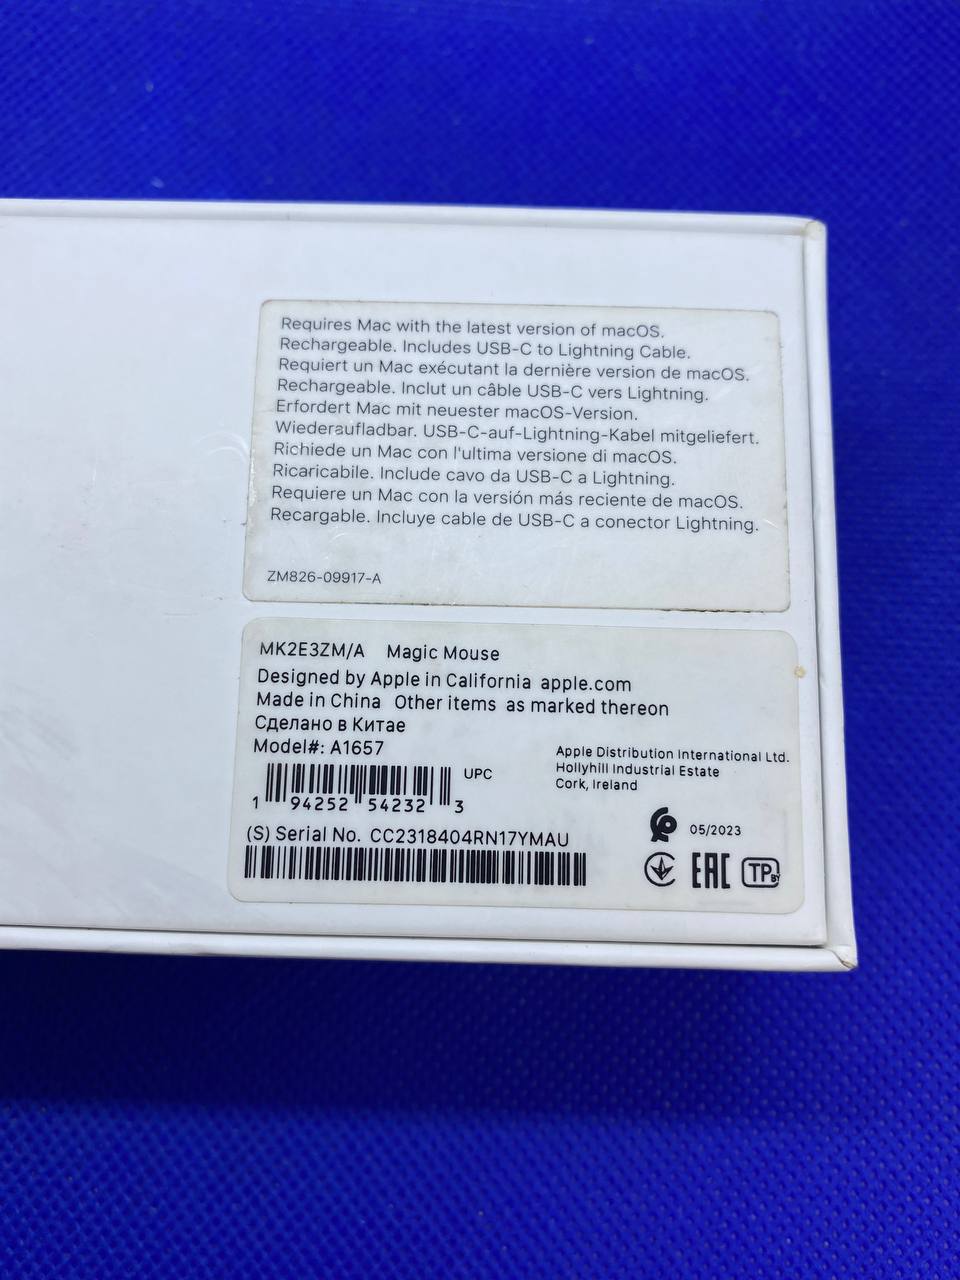 Requires Mac with the latest version of macOS.
Rechargeable. Includes USB-C to Lightning Cable.
Requiert un Mac exécutant la dernière version de macOS.
Rechargeable. Inclut un câble USB-C vers Lightning.
Erfordert Mac mit neuester macOS-Version.
Wiederaufladbar. USB-C-auf-Lightning-Kabel mitgeliefert.
Richiede un Mac con l'ultima versione di macOS.
Ricaricabile. Include cavo da USB-C a Lightning.
Requiere un Mac con la versión más reciente de macOS.
Recargable. Incluye cable de USB-C a conector Lightning.
ZM826-09917-A
MK2E3ZM/A Magic Mouse
Designed by Apple in California apple.com
Made in China Other items as marked thereon
Сделано в Китае
Model#: A1657
UPC
1 94252 54232 3
(S) Serial No. CC2318404RN17YMAU
Apple Distribution International Ltd.
Hollyhill Industrial Estate
Cork, Ireland
05/2023
EAC TP BY